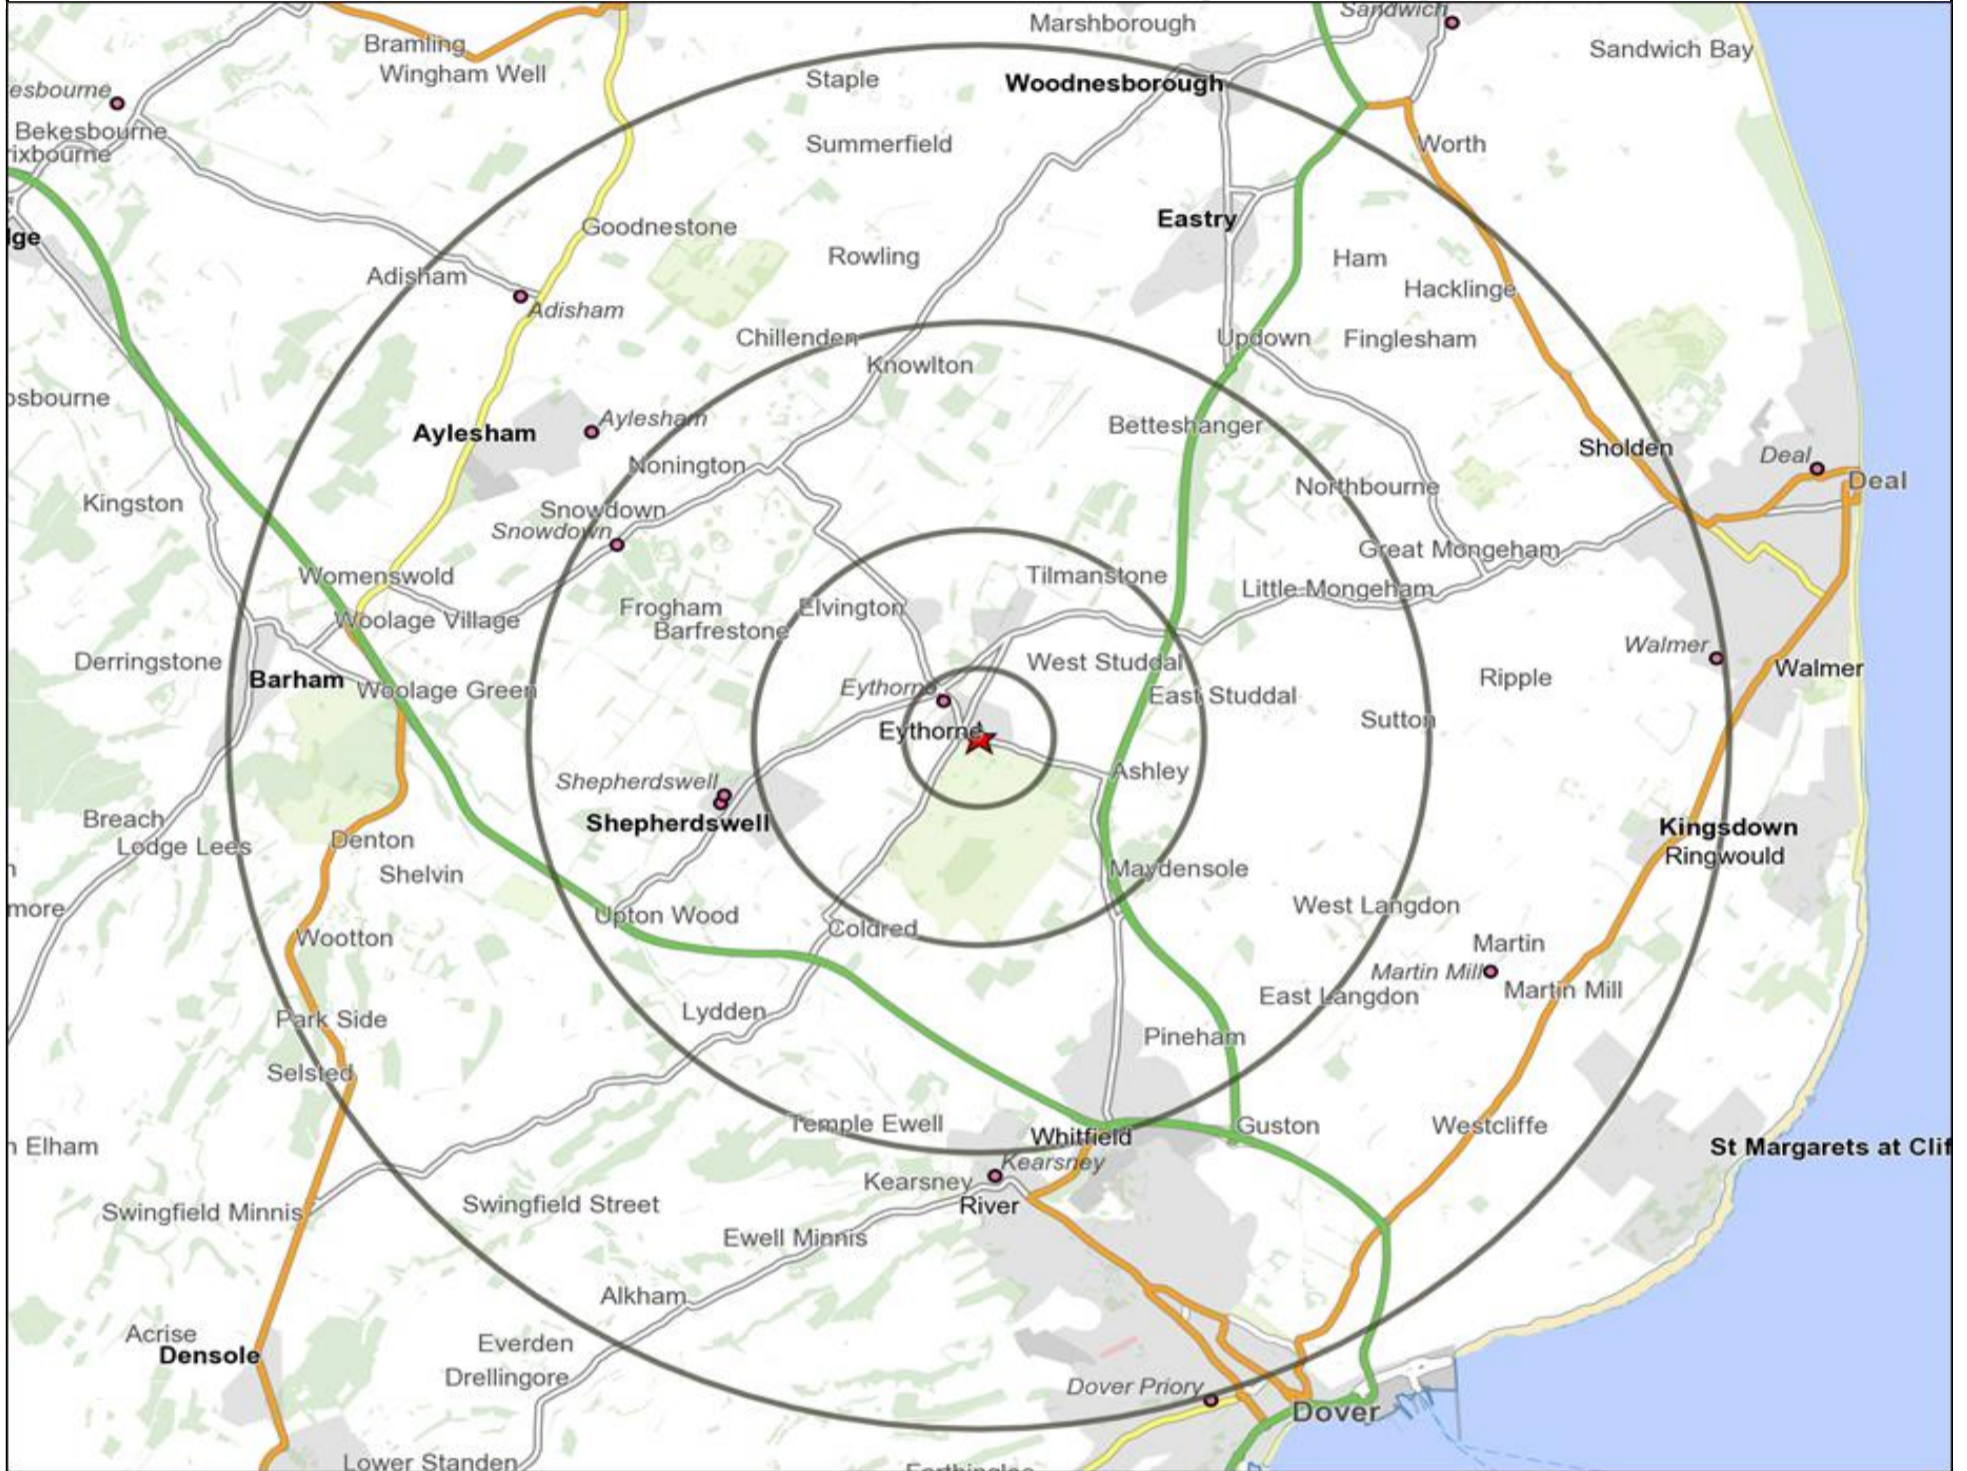 Sandwich
Marshborough
Bramling
Wingham Well
Sandwich Bay
Staple
Woodnesborough
esbourne
Bekesbourne
rixbourne
Summerfield
Worth
Eastry
Goodnestone
lge
Rowling
Ham
Adisham
Hacklinge
Adisham
Chillenden
Updown
Finglesham
Knowlton
osbourne
Aylesham
Betteshanger
Aylesham
Sholden
Deal
Nonington
Deal
Northbourne
Kingston
Snowdown
Snowdown
Great Mongeham
Womenswold
Tilmanstone
Little Mongeham
Frogham
Elvington
Woolage Village
Barfrestone
Walmer
Derringstone
West Studdal
Walmer
Barham
Ripple
Woolage Green
Eythorne
East Studdal
Sutton
Eythorne
Ashley
Shepherdswell
Breach
Shepherdswell
Kingsdown
Denton
Lodge Lees
Ringwould
Shelvin
Maydensole
more
West Langdon
Upton Wood
Coldred
Wootton
Martin
Martin Mill
Martin Mill
East Langdon
Lydden
Park Side
Pineham
Selsted
Temple Ewell
Guston
Westcliffe
Whitfield
n Elham
St Margarets at Clif
Kearsney
Kearsney
Swingfield Street
River
Swingfield Minnis
Ewell Minnis
Alkham
Acrise
Everden
Densole
Drellingore
Dover Priory
Dover
Lower Standen